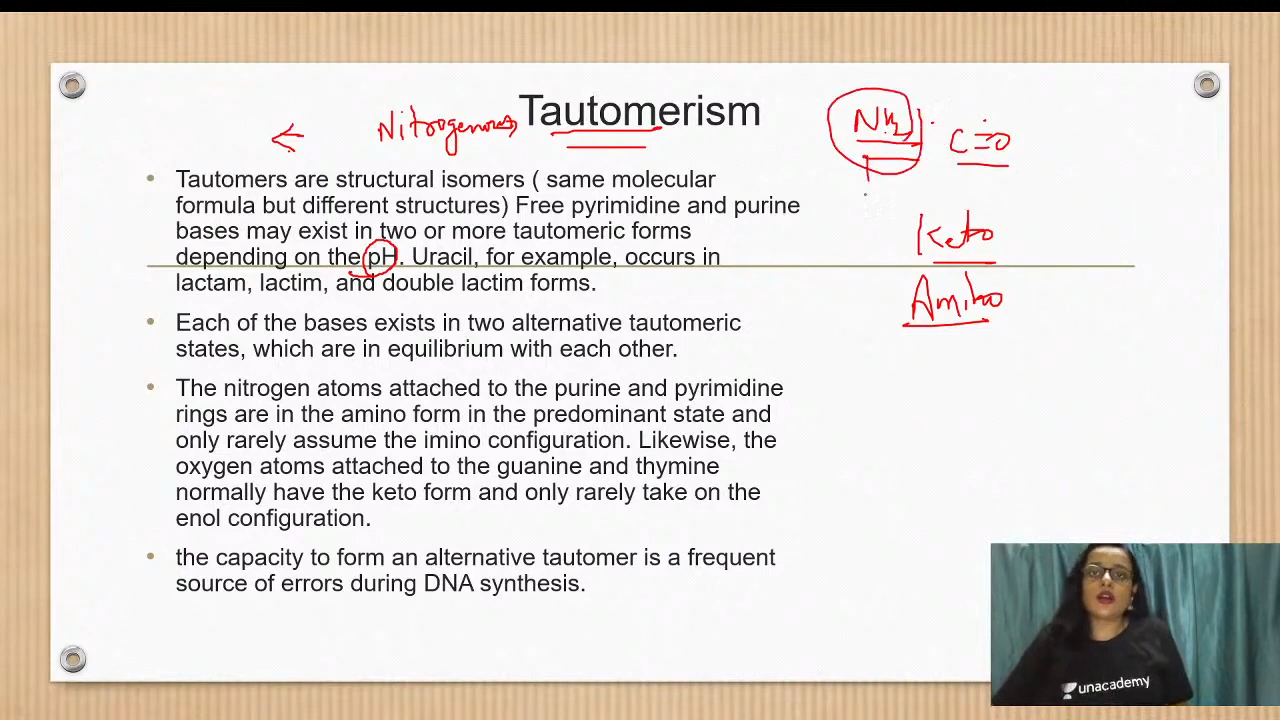 Tautomerism
Nitrogenous
NH2
C=O
Tautomers are structural isomers ( same molecular
formula but different structures) Free pyrimidine and purine
bases may exist in two or more tautomeric forms
depending on the pH. Uracil, for example, occurs in
lactam, lactim, and double lactim forms.
Keto
Amino
Each of the bases exists in two alternative tautomeric
states, which are in equilibrium with each other.
The nitrogen atoms attached to the purine and pyrimidine
rings are in the amino form in the predominant state and
only rarely assume the imino configuration. Likewise, the
oxygen atoms attached to the guanine and thymine
normally have the keto form and only rarely take on the
enol configuration.
the capacity to form an alternative tautomer is a frequent
source of errors during DNA synthesis.
unacademy